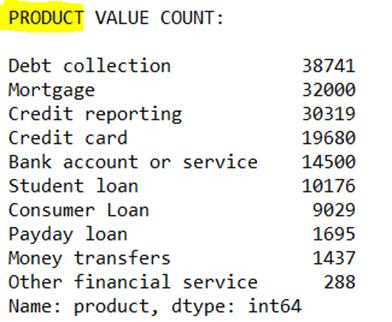 PRODUCT VALUE COUNT:
Debt collection 38741
Mortgage 32000
Credit reporting 30319
Credit card 19680
Bank account or service 14500
Student loan 10176
Consumer Loan 9029
Payday loan 1695
Money transfers 1437
Other financial service 288
Name: product, dtype: int64